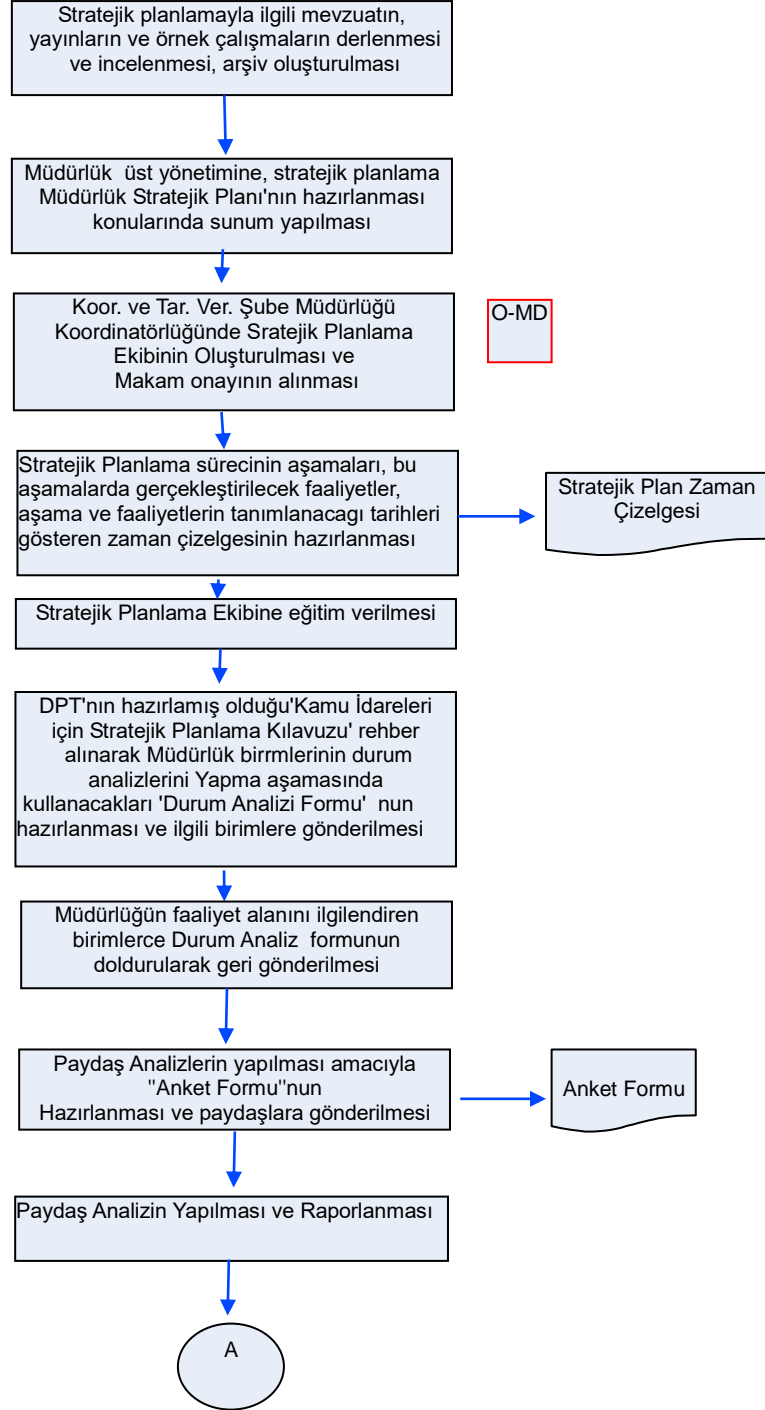 Stratejik planlamayla ilgili mevzuatın,
yayınların ve örnek çalışmaların derlenmesi
ve incelenmesi, arşiv oluşturulması
Müdürlük üst yönetimine, stratejik planlama
Müdürlük Stratejik Planı'nın hazırlanması
konularında sunum yapılması
Koor. ve Tar. Ver. Şube Müdürlüğü
Koordinatörlüğünde Sratejik Planlama
Ekibinin Oluşturulması ve
Makam onayının alınması
O-MD
Stratejik Planlama sürecinin aşamaları, bu
aşamalarda gerçekleştirilecek faaliyetler,
aşama ve faaliyetlerin tanımlanacagı tarihleri
gösteren zaman çizelgesinin hazırlanması
Stratejik Plan Zaman
Çizelgesi
Stratejik Planlama Ekibine eğitim verilmesi
DPT'nın hazırlamış olduğu'Kamu İdareleri
için Stratejik Planlama Kılavuzu' rehber
alınarak Müdürlük birrmlerinin durum
analizlerini Yapma aşamasında
kullanacakları 'Durum Analizi Formu' nun
hazırlanması ve ilgili birimlere gönderilmesi
Müdürlüğün faaliyet alanını ilgilendiren
birimlerce Durum Analiz formunun
doldurularak geri gönderilmesi
Paydaş Analizlerin yapılması amacıyla
"Anket Formu"nun
Hazırlanması ve paydaşlara gönderilmesi
Anket Formu
Paydaş Analizin Yapılması ve Raporlanması
A